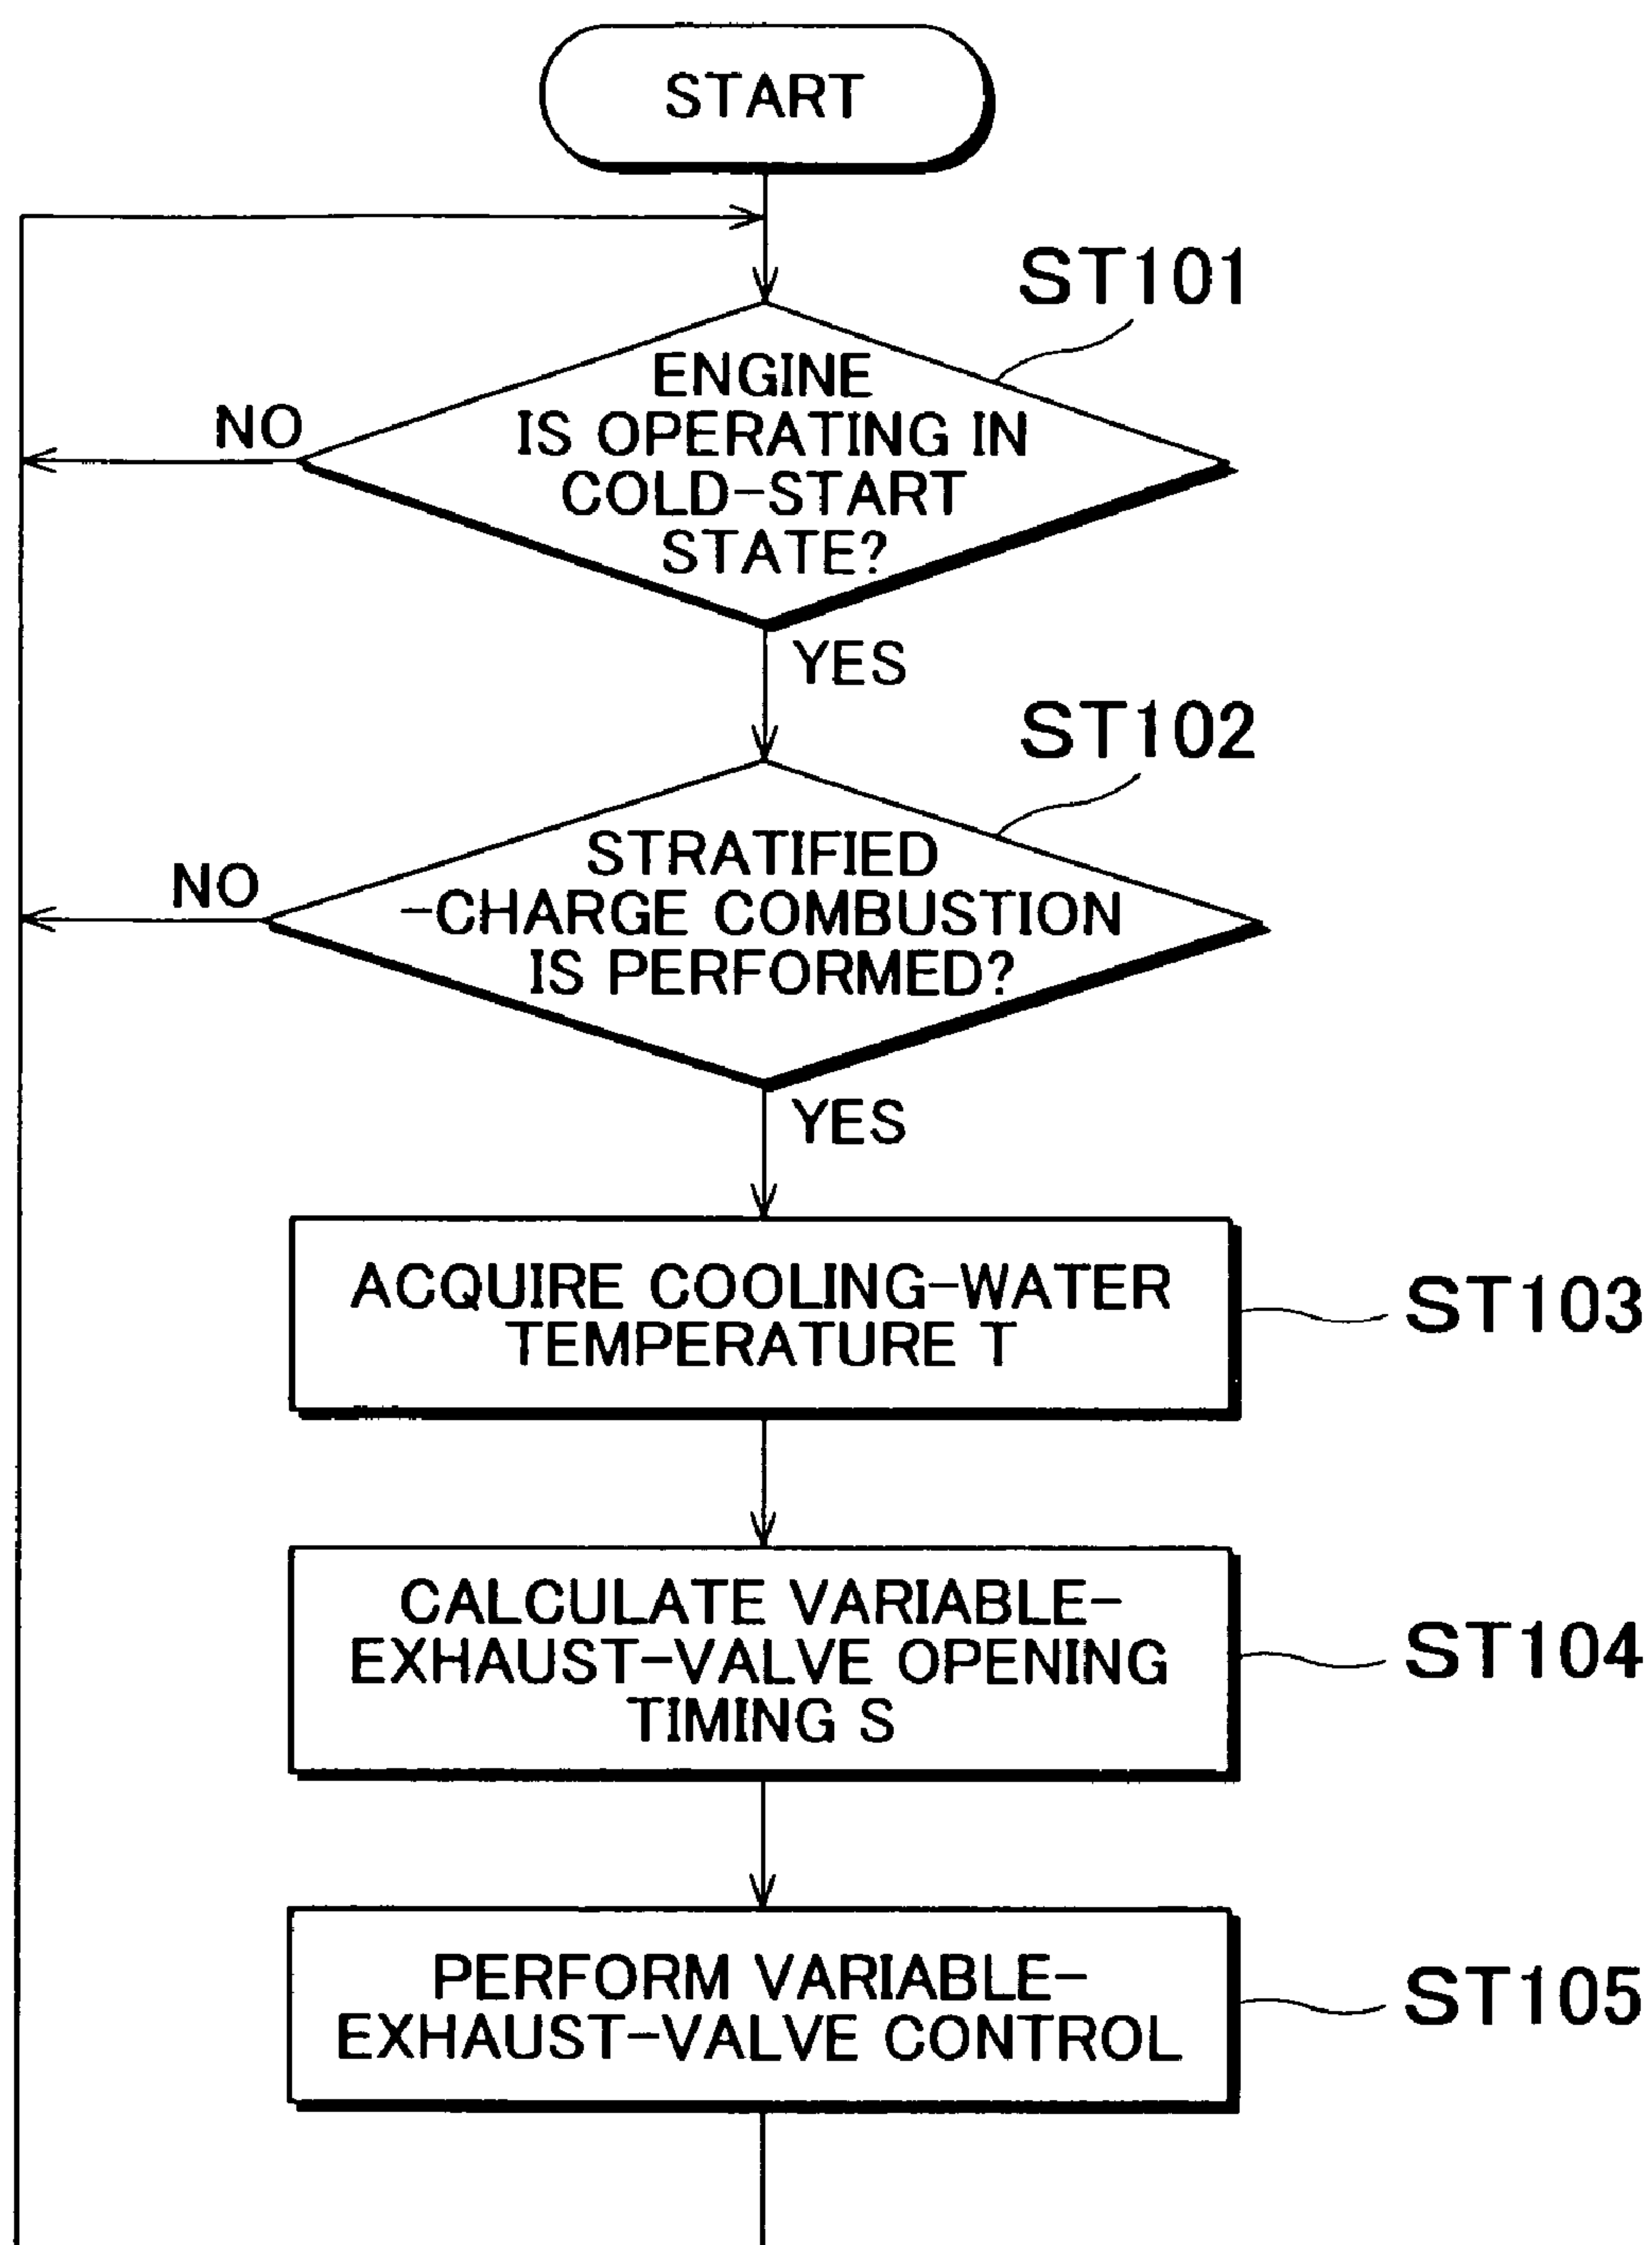 START
ST101
ENGINE
IS OPERATING IN
COLD-START
STATE?
NO
YES
ST102
STRATIFIED
-CHARGE COMBUSTION
IS PERFORMED?
NO
YES
ACQUIRE COOLING-WATER
TEMPERATURE T
ST103
CALCULATE VARIABLE-
EXHAUST-VALVE OPENING
TIMING S
ST104
PERFORM VARIABLE-
EXHAUST-VALVE CONTROL
ST105